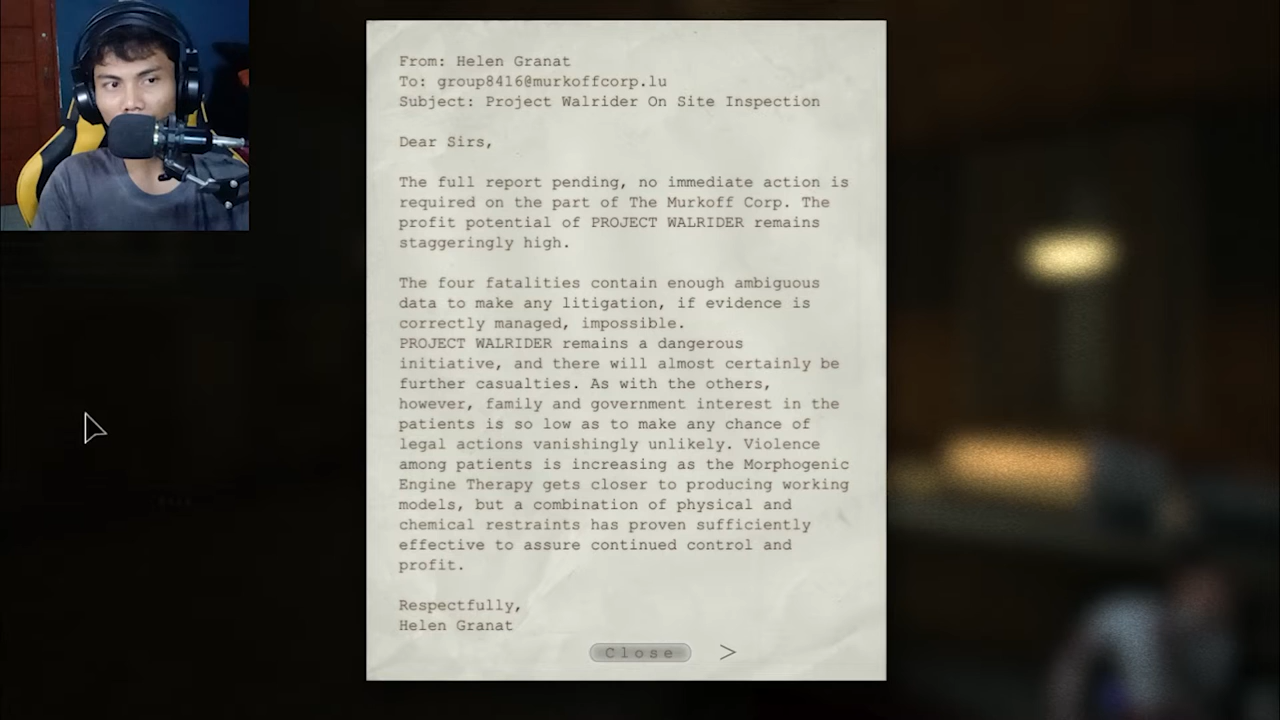 From: Helen Granat
To: group8416@murkoffcorp.lu
Subject: Project Walrider On Site Inspection
Dear Sirs,
The full report pending, no immediate action is
required on the part of The Murkoff Corp. The
profit potential of PROJECT WALRIDER remains
staggeringly high.
The four fatalities contain enough ambiguous
data to make any litigation, if evidence is
correctly managed, impossible.
PROJECT WALRIDER remains a dangerous
initiative, and there will almost certainly be
further casualties. As with the others,
however, family and government interest in the
patients is so low as to make any chance of
legal actions vanishingly unlikely. Violence
among patients is increasing as the Morphogenic
Engine Therapy gets closer to producing working
models, but a combination of physical and
chemical restraints has proven sufficiently
effective to assure continued control and
profit.
Respectfully,
Helen Granat
Close >